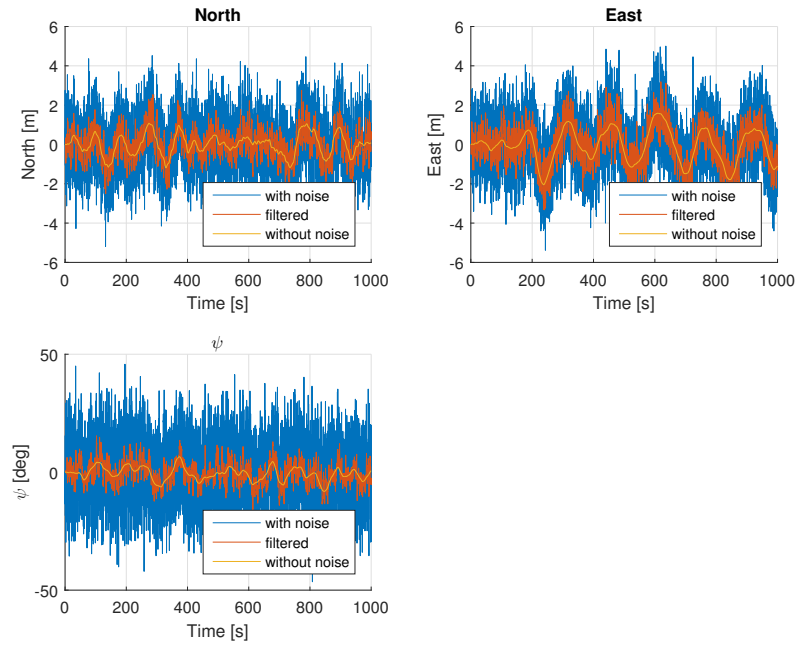 North
6
4
2
0
-2
-4
-6
North [m]
with noise
filtered
without noise
0 200 400 600 800 1000
Time [s]
East
6
4
2
0
-2
-4
-6
East [m]
with noise
filtered
without noise
0 200 400 600 800 1000
Time [s]
ψ
50
0
-50
ψ [deg]
with noise
filtered
without noise
0 200 400 600 800 1000
Time [s]